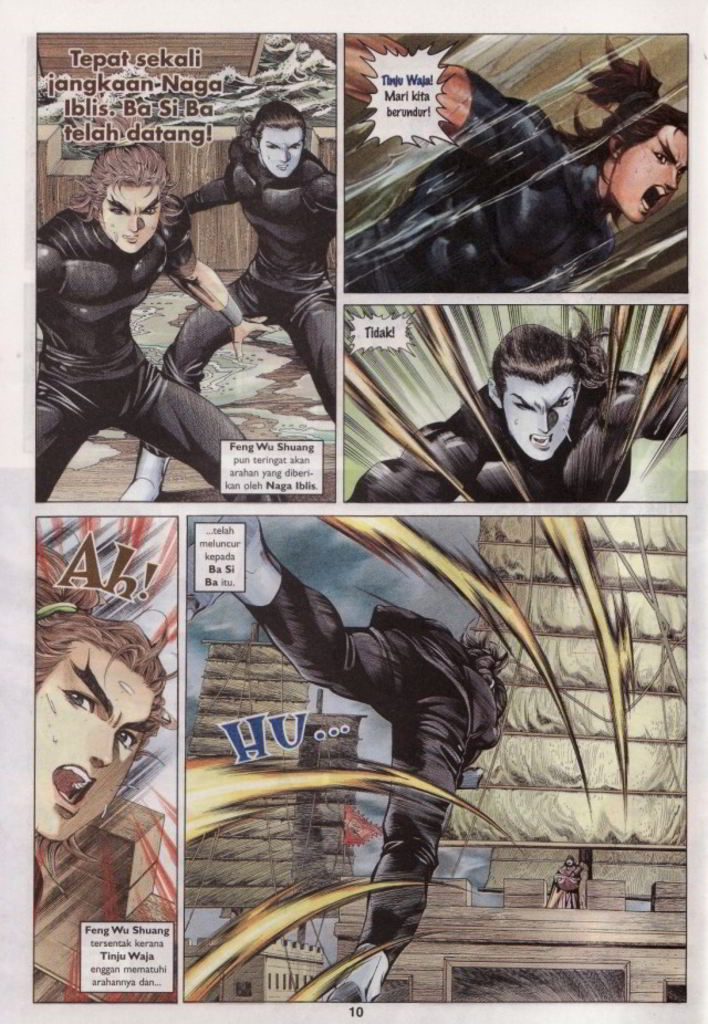 Tepat sekali
jangkaan Naga
Iblis. Ba Si Ba
telah datang!
Feng Wu Shuang
pun teringat akan
arahan yang diberi-
kan oleh Naga Iblis.
Tinju Waja!
Mari kita
berundur!
Tidak!
Ah!
Feng Wu Shuang
tersentak kerana
Tinju Waja
enggan mematuhi
arahannya dan...
...telah
meluncur
kepada
Ba Si
Ba itu.
HU...
10